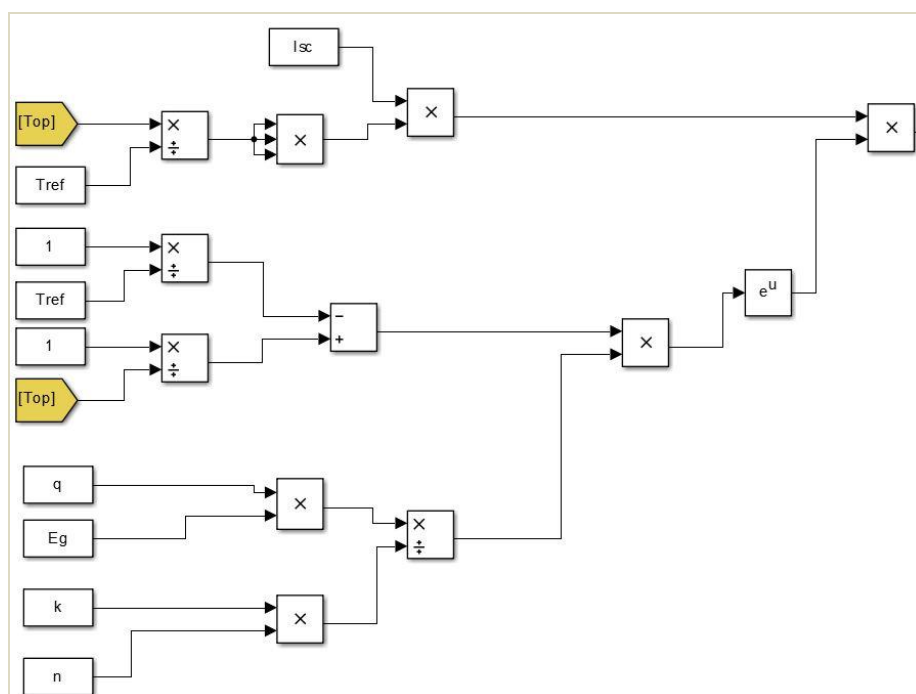 Isc
×
[Top]
×
÷
×
×
Tref
1
×
÷
Tref
−
+
1
×
÷
[Top]
×
e^u
q
×
Eg
×
÷
k
×
n